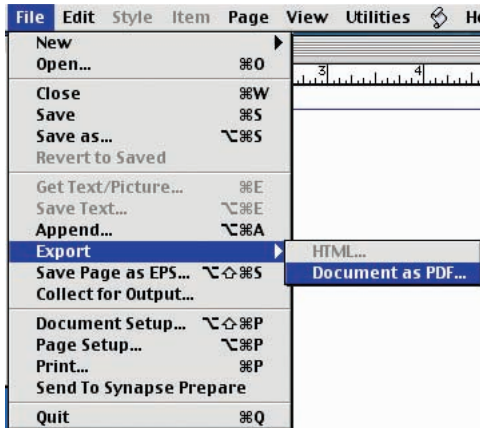 File Edit Style Item Page View Utilities
New
Open... ⌘O
3 4
Close ⌘W
Save ⌘S
Save as... ⌥⌘S
Revert to Saved
Get Text/Picture... ⌘E
Save Text... ⌥⌘E
Append... ⌥⌘A
Export
HTML...
Document as PDF...
Save Page as EPS... ⌥⇧⌘S
Collect for Output...
Document Setup... ⌥⇧⌘P
Page Setup... ⌥⌘P
Print... ⌘P
Send To Synapse Prepare
Quit ⌘Q